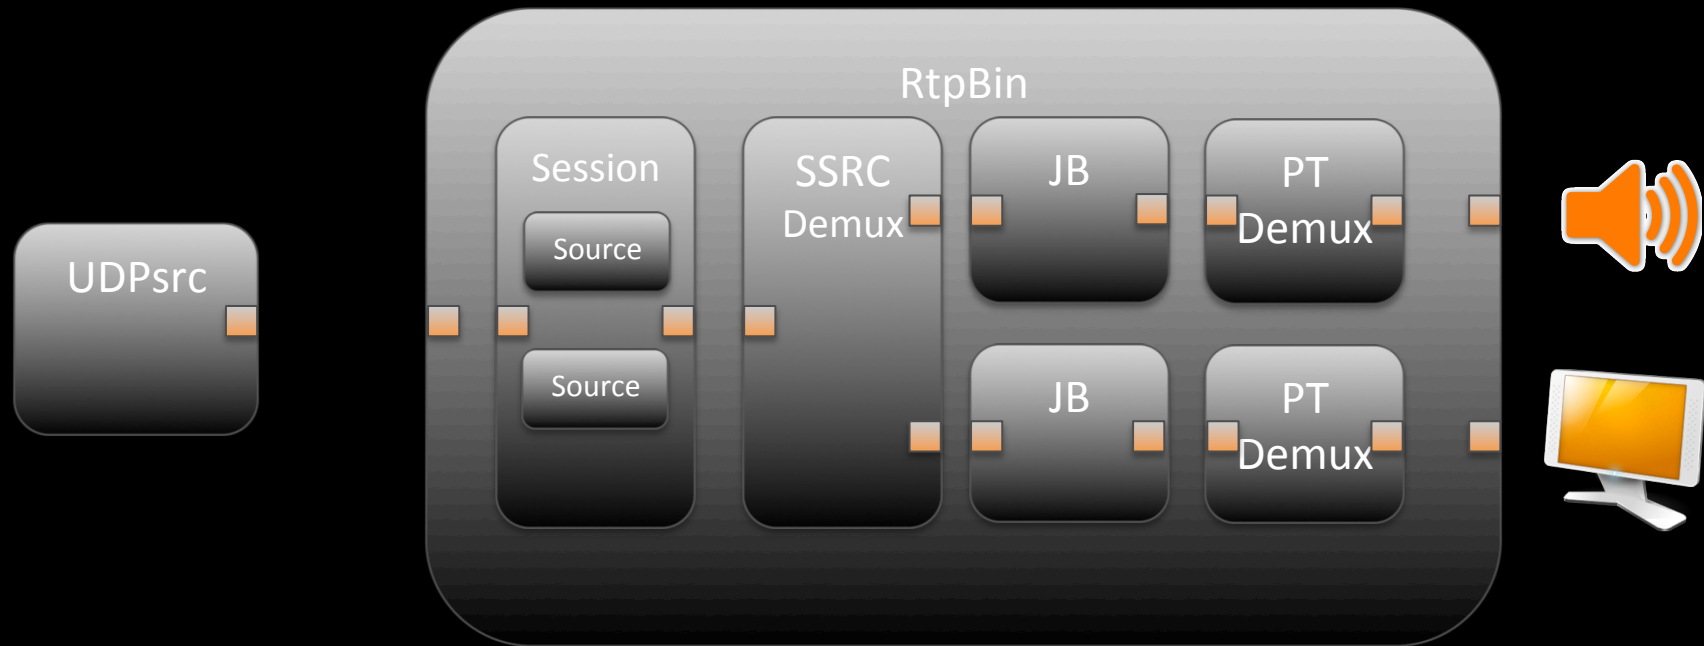 RtpBin
UDPsrc
Session
Source
Source
SSRC
Demux
JB
PT
Demux
JB
PT
Demux